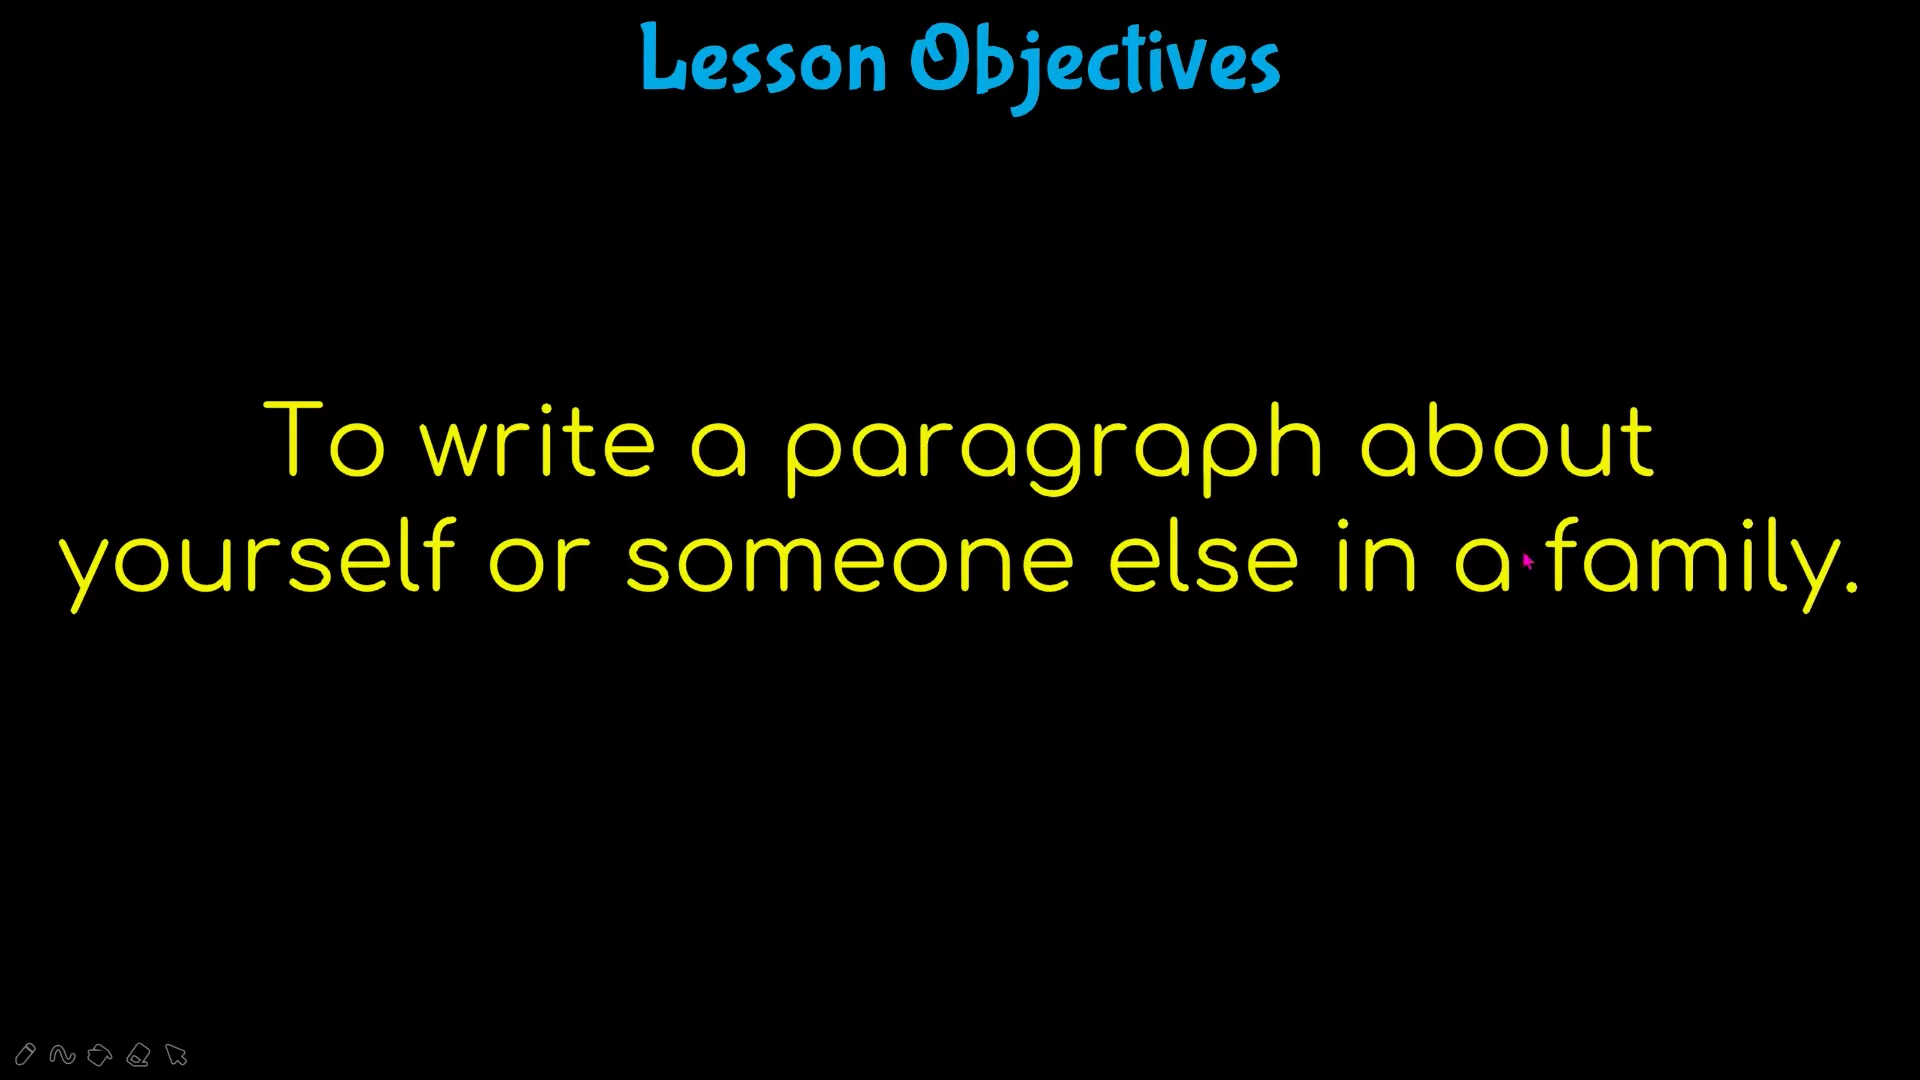 Lesson Objectives
To write a paragraph about
yourself or someone else in a family.